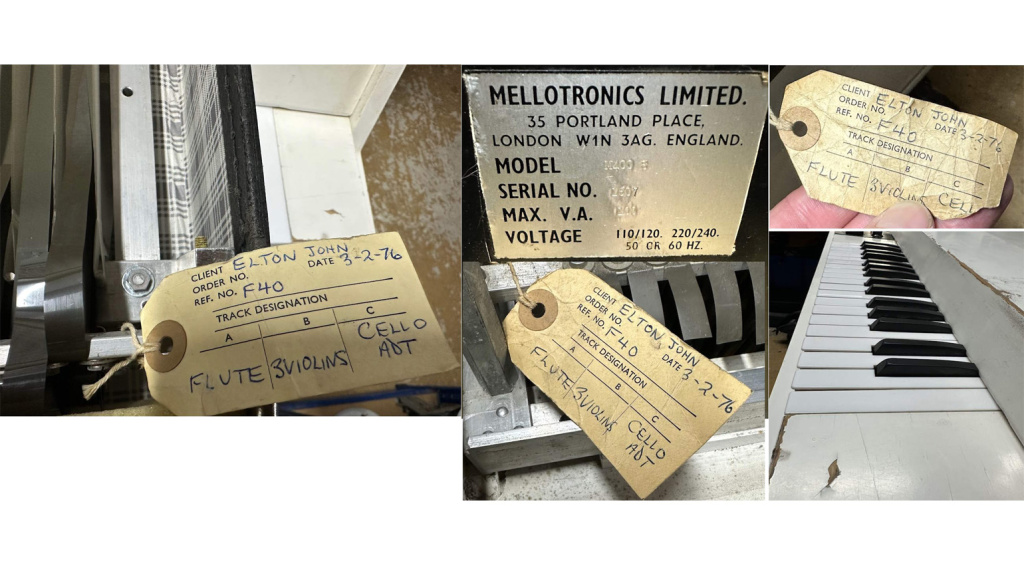 CLIENT ELTON JOHN
ORDER NO. DATE 3-2-76
REF. NO. F40
TRACK DESIGNATION
A B C
FLUTE 3VIOLINS CELLO
ADT
MELLOTRONICS LIMITED.
35 PORTLAND PLACE,
LONDON W1N 3AG. ENGLAND.
MODEL
SERIAL NO.
MAX. V.A.
VOLTAGE 110/120. 220/240.
50 OR 60 HZ.
CLIENT ELTON JOHN
ORDER NO.
REF. NO. F40 DATE 3-2-76
TRACK DESIGNATION
A B C
FLUTE 3VIOLINS CELLO
ADT
CLIENT ELTON JOHN
ORDER NO. DATE 3-2-76
REF. NO. F40
TRACK DESIGNATION
A B C
FLUTE 3VIOLINS